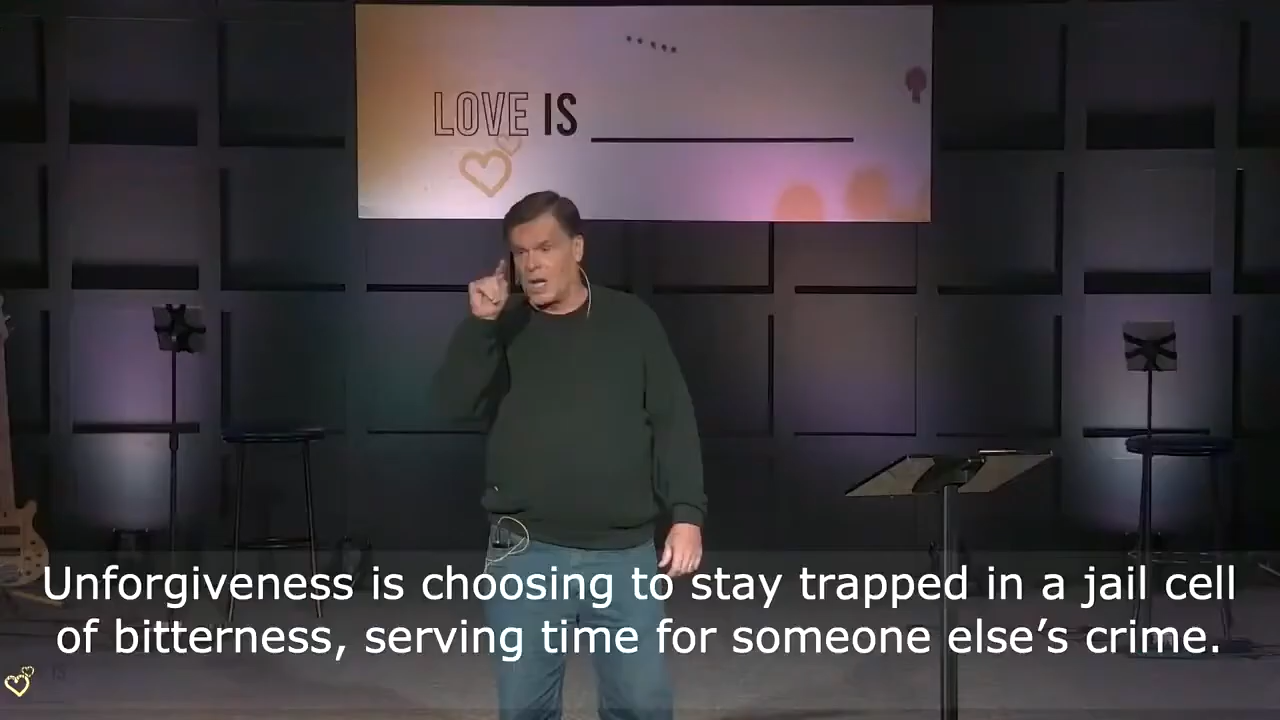 LOVE IS
Unforgiveness is choosing to stay trapped in a jail cell
of bitterness, serving time for someone else’s crime.
IS